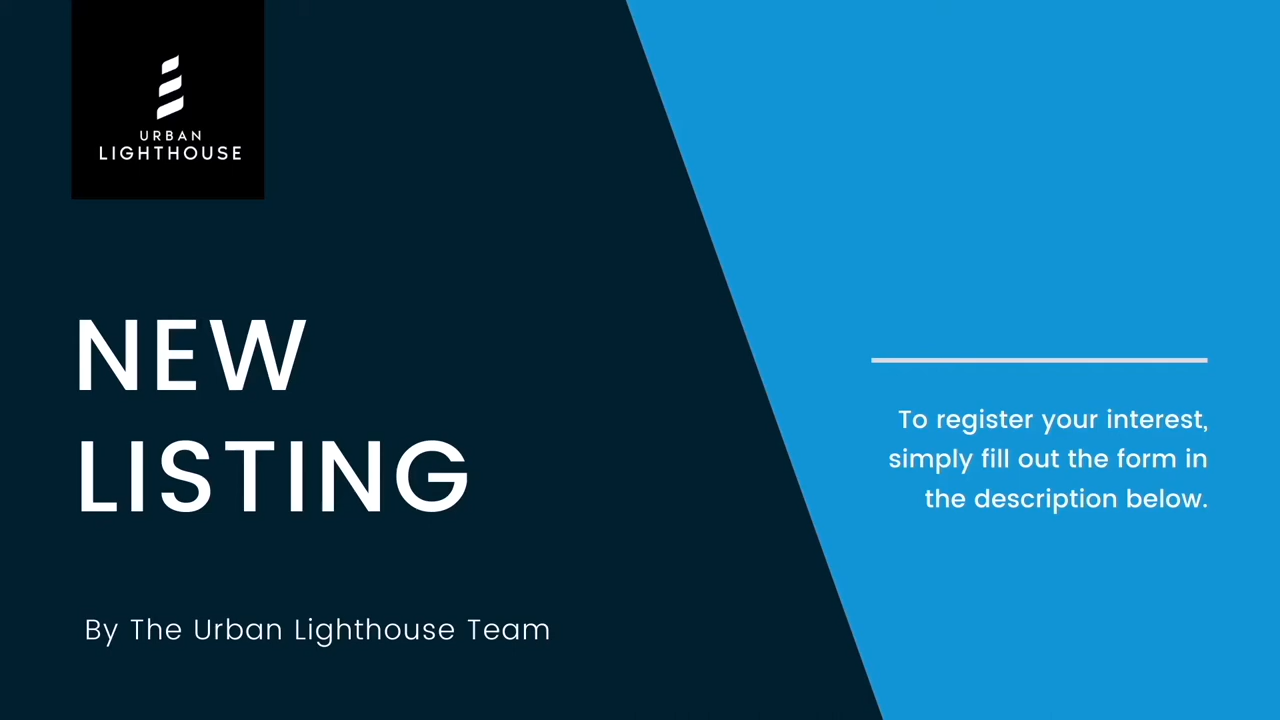 URBAN
LIGHTHOUSE
NEW
LISTING
By The Urban Lighthouse Team
To register your interest,
simply fill out the form in
the description below.